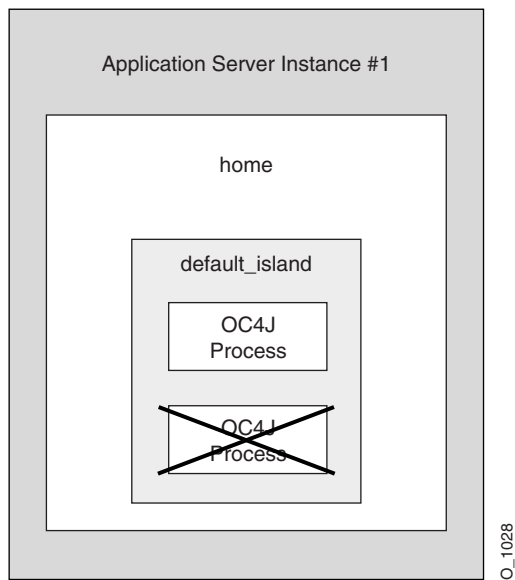 Application Server Instance #1
home
default_island
OC4J
Process
OC4J
Process
O_1028